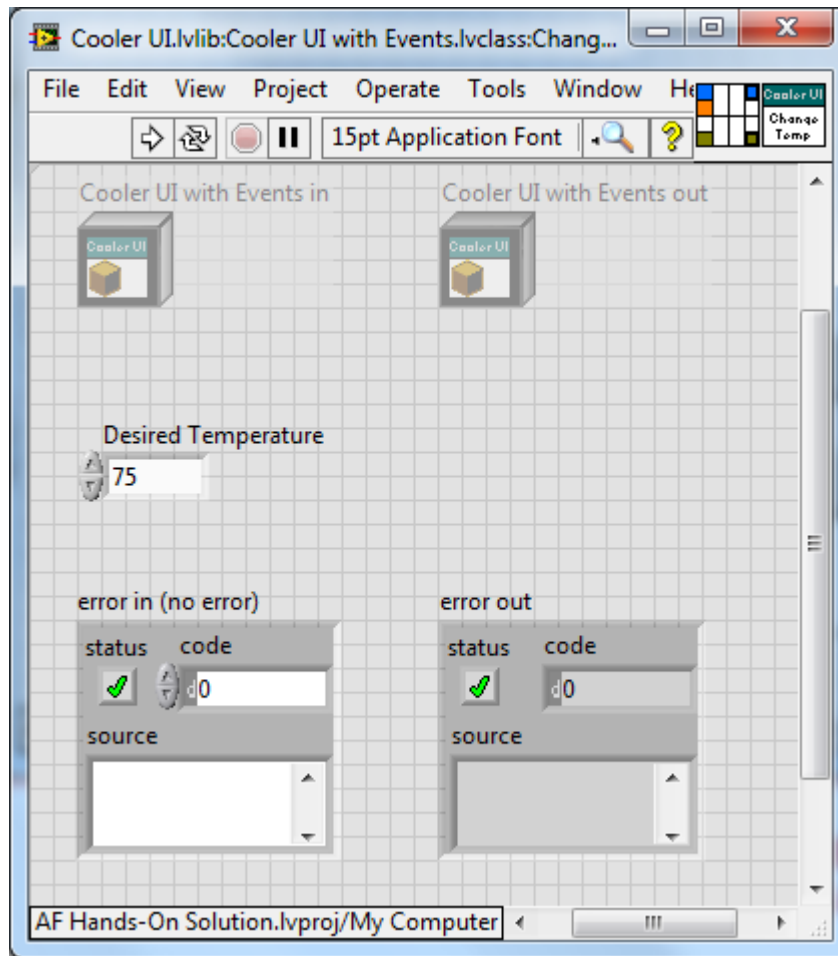 Cooler UI.lvlib:Cooler UI with Events.lvclass:Chang...
File Edit View Project Operate Tools Window He
Cooler UI
Change
Temp
15pt Application Font
Cooler UI with Events in
Cooler UI with Events out
Cooler UI
Cooler UI
Desired Temperature
75
error in (no error)
error out
status code
status code
d0
d0
source
source
AF Hands-On Solution.lvproj/My Computer